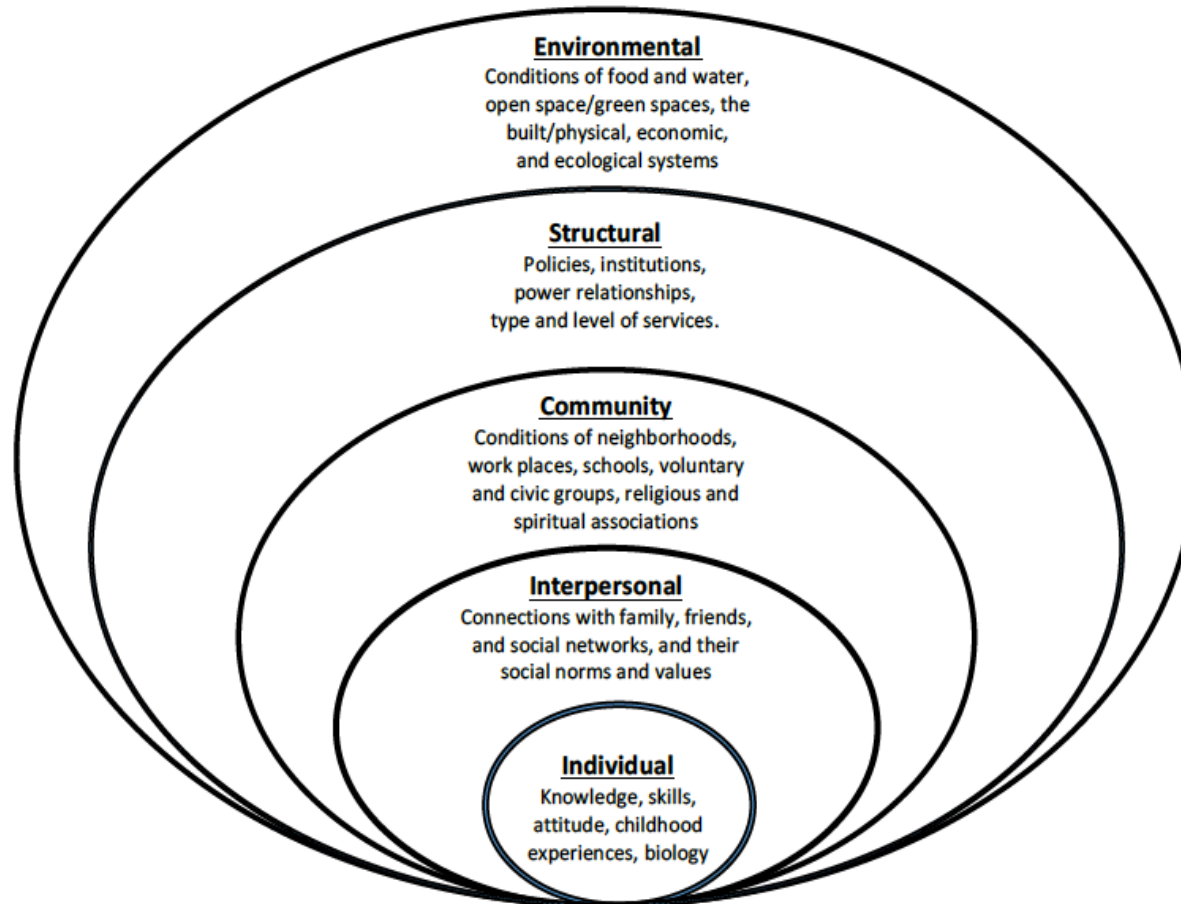 Environmental
Conditions of food and water,
open space/green spaces, the
built/physical, economic,
and ecological systems
Structural
Policies, institutions,
power relationships,
type and level of services.
Community
Conditions of neighborhoods,
work places, schools, voluntary
and civic groups, religious and
spiritual associations
Interpersonal
Connections with family, friends,
and social networks, and their
social norms and values
Individual
Knowledge, skills,
attitude, childhood
experiences, biology